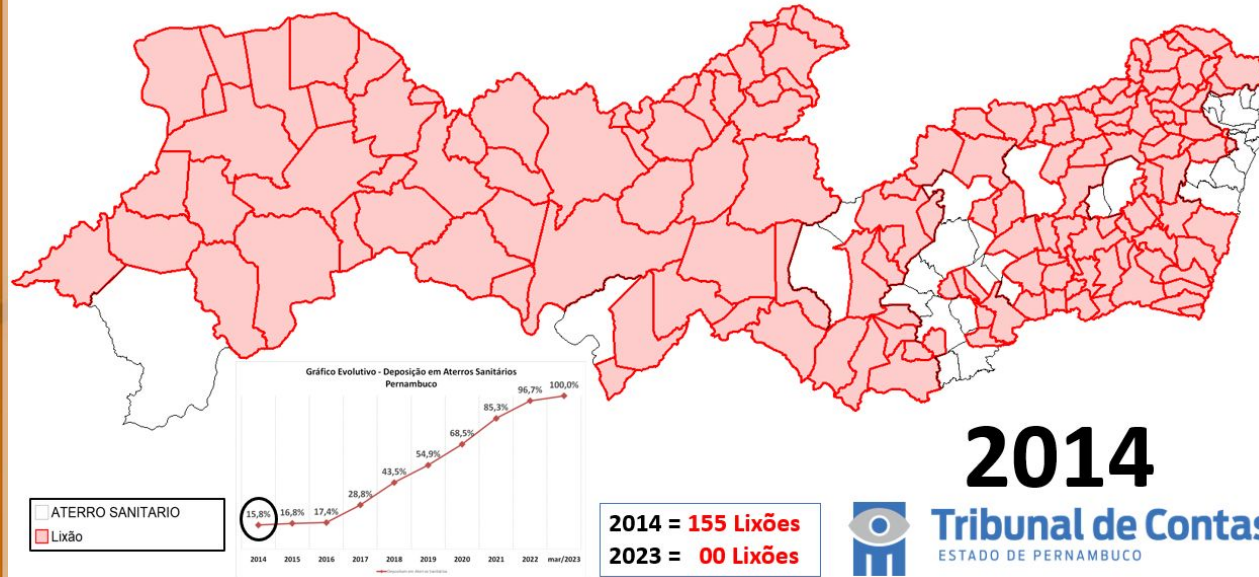 Gráfico Evolutivo - Deposição em Aterros Sanitários
Pernambuco
15,8%
16,8%
17,4%
28,8%
43,5%
54,9%
68,5%
85,3%
96,7%
100,0%
2014 2015 2016 2017 2018 2019 2020 2021 2022 mar/2023
ATERRO SANITARIO
Lixão
2014 = 155 Lixões
2023 = 00 Lixões
2014
Tribunal de Contas
ESTADO DE PERNAMBUCO